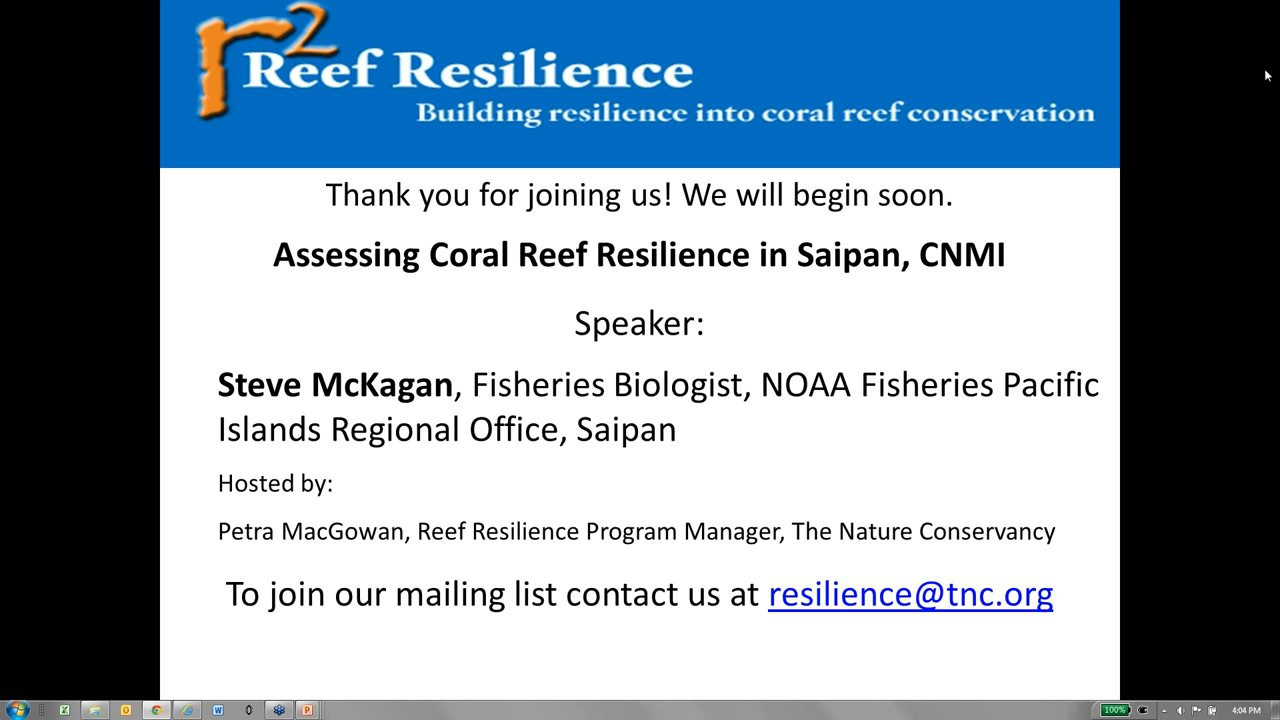 r2
Reef Resilience
Building resilience into coral reef conservation
Thank you for joining us! We will begin soon.
Assessing Coral Reef Resilience in Saipan, CNMI
Speaker:
Steve McKagan, Fisheries Biologist, NOAA Fisheries Pacific
Islands Regional Office, Saipan
Hosted by:
Petra MacGowan, Reef Resilience Program Manager, The Nature Conservancy
To join our mailing list contact us at resilience@tnc.org
100%
4:04 PM